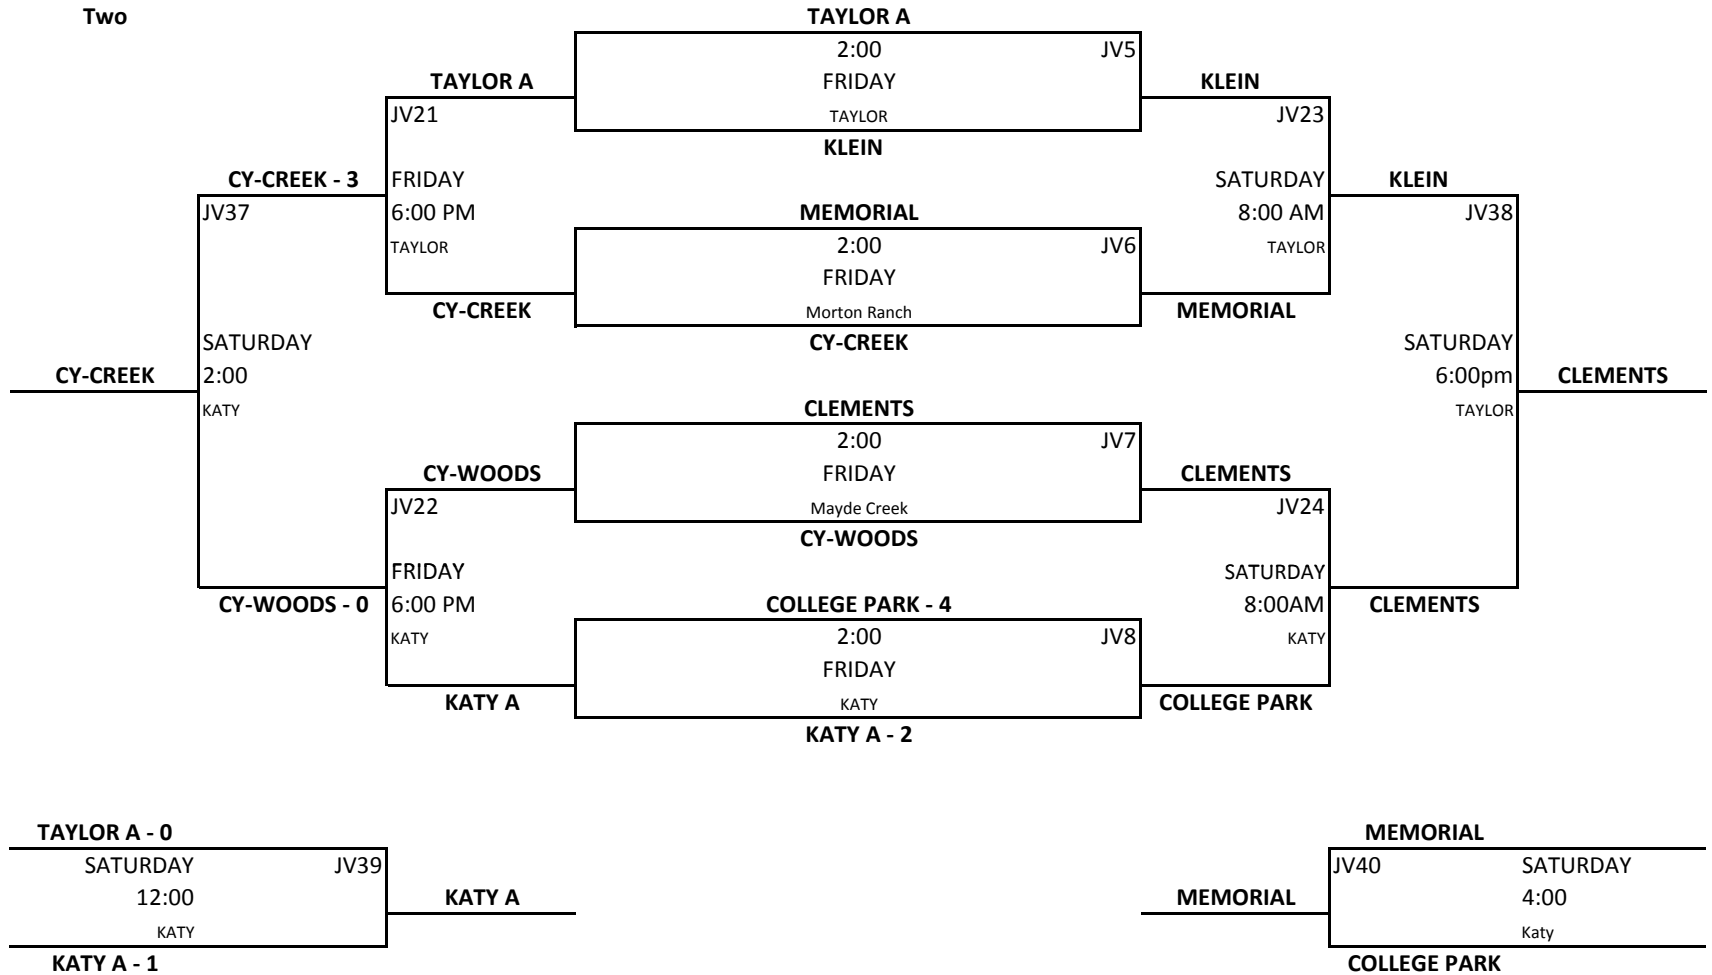 Two
TAYLOR A
2:00 JV5
FRIDAY
TAYLOR A KLEIN
JV21 TAYLOR JV23
KLEIN
CY-CREEK - 3 FRIDAY SATURDAY KLEIN
JV37 6:00 PM MEMORIAL 8:00 AM JV38
TAYLOR 2:00 JV6 TAYLOR
FRIDAY
CY-CREEK Morton Ranch MEMORIAL
SATURDAY CY-CREEK SATURDAY
CY-CREEK 2:00 6:00pm CLEMENTS
KATY CLEMENTS TAYLOR
2:00 JV7
CY-WOODS FRIDAY CLEMENTS
JV22 Mayde Creek JV24
CY-WOODS
FRIDAY SATURDAY
CY-WOODS - 0 6:00 PM COLLEGE PARK - 4 8:00AM CLEMENTS
KATY 2:00 JV8 KATY
FRIDAY
KATY A KATY COLLEGE PARK
KATY A - 2
TAYLOR A - 0 MEMORIAL
SATURDAY JV39 JV40 SATURDAY
12:00 KATY A MEMORIAL 4:00
KATY Katy
KATY A - 1 COLLEGE PARK